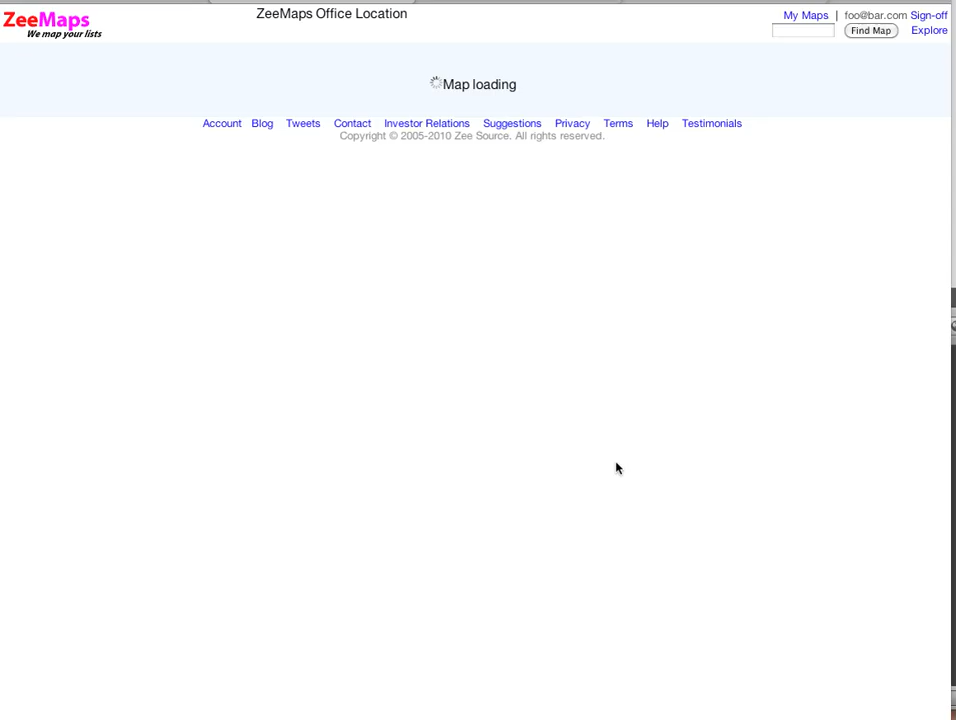 ZeeMaps
We map your lists
ZeeMaps Office Location
My Maps | foo@bar.com Sign-off
Find Map Explore
Map loading
Account Blog Tweets Contact Investor Relations Suggestions Privacy Terms Help Testimonials
Copyright © 2005-2010 Zee Source. All rights reserved.